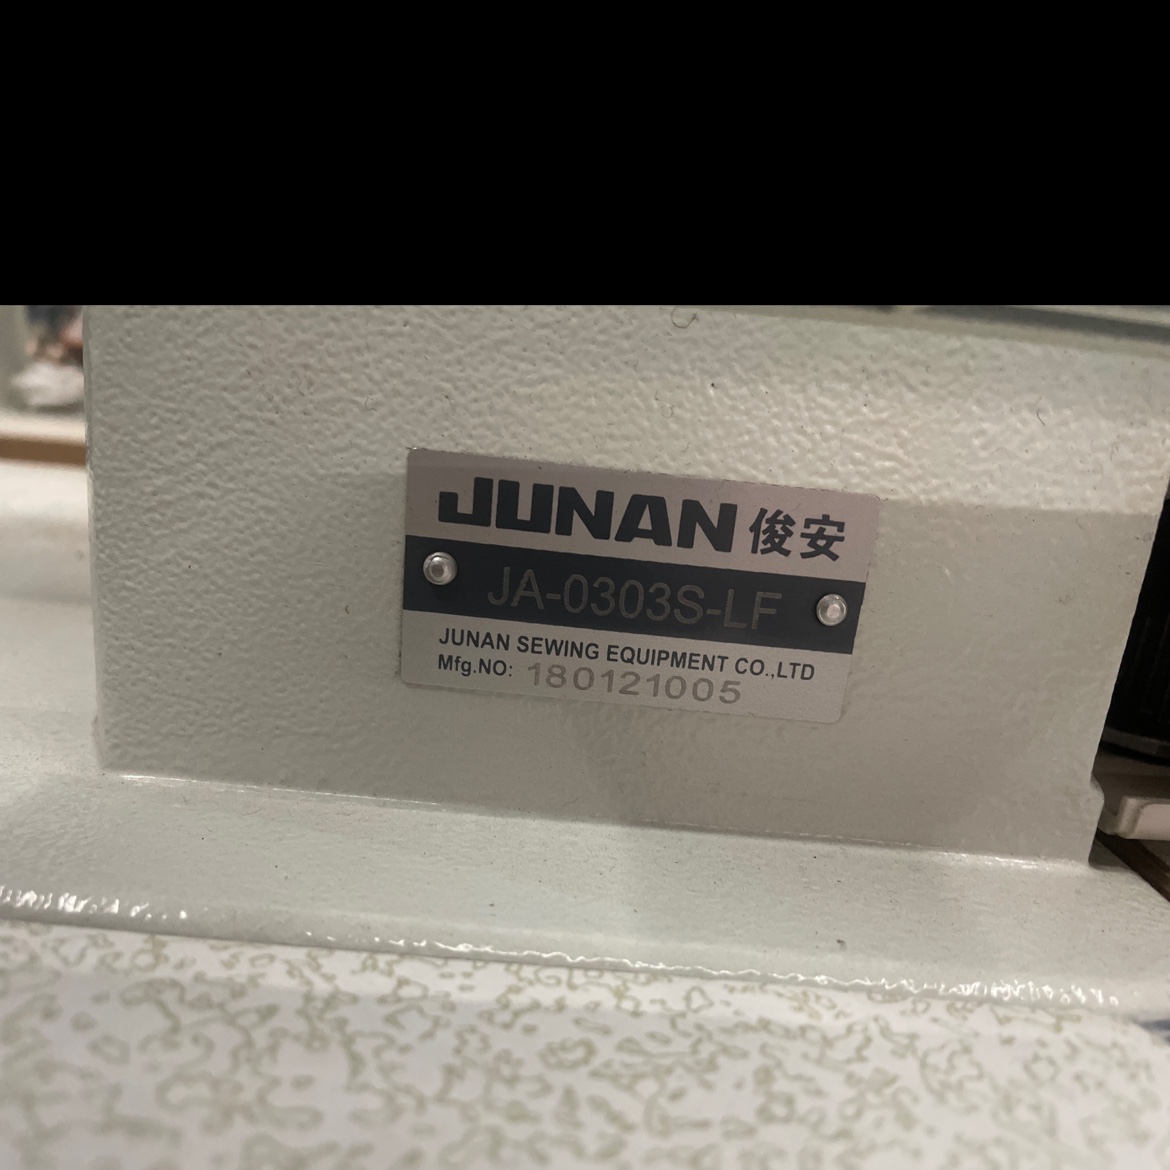 JUNAN 俊安
JA-0303S-LF
JUNAN SEWING EQUIPMENT CO.,LTD
Mfg.NO: 180121005